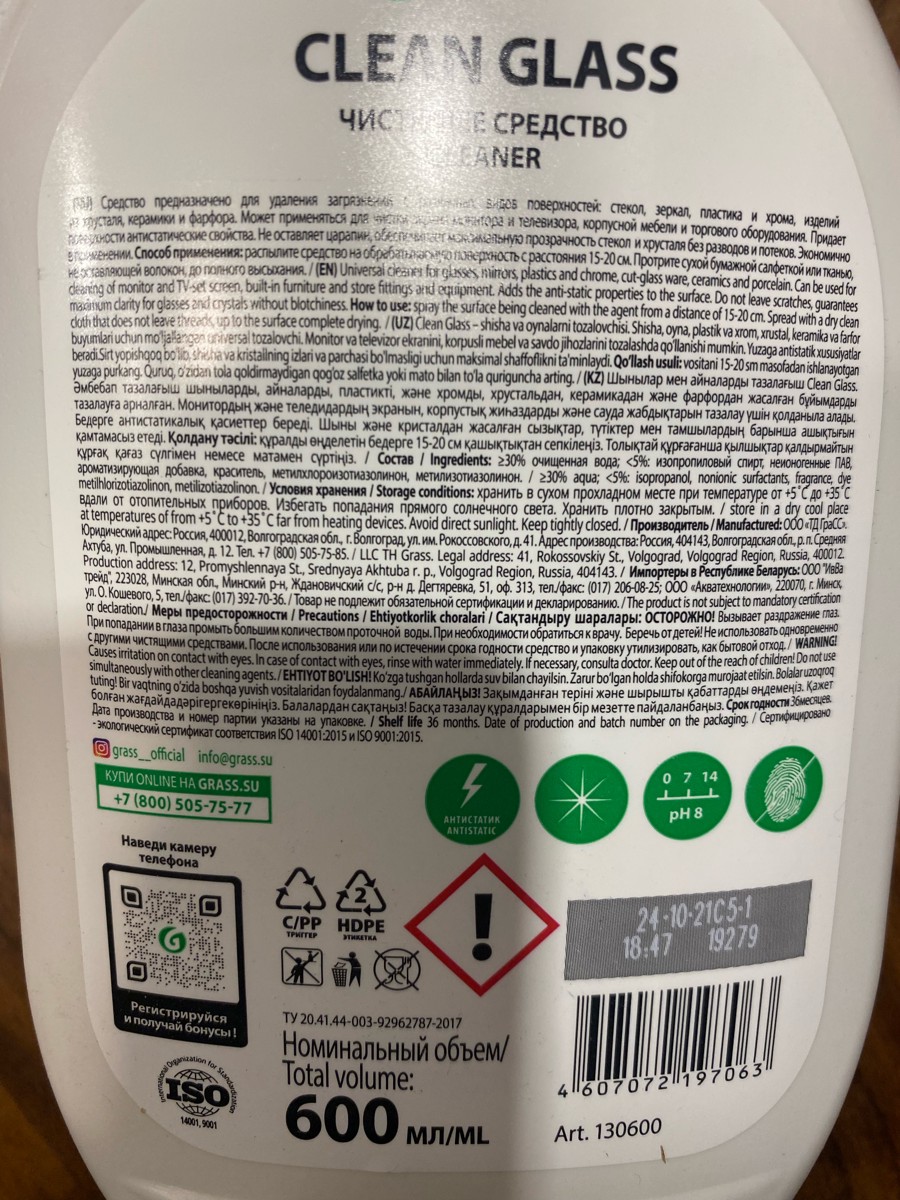 CLEAN GLASS
СРЕДСТВО
Средство предназначено для удаления загрязнений с видов поверхностей: стекол, зеркал, пластика и хрома, изделий
из хрусталя, керамики и фарфора. Может применяться для чистки монитора и телевизора, корпусной мебели и торгового оборудования. Придает
поверхности антистатические свойства. Не оставляет царапин, обеспечивает максимальную прозрачность стекол и хрусталя без разводов и потеков. Экономично
в применении. Способ применения: распылите средство на обрабатываемую поверхность с расстояния 15-20 см. Протрите сухой бумажной салфеткой или тканью,
не оставляющей волокон, до полного высыхания. / (EN) Universal cleaner for glasses, mirrors, plastics and chrome, cut-glass ware, ceramics and porcelain. Can be used for
cleaning of monitor and TV-set screen, built-in furniture and store fittings and equipment. Adds the anti-static properties to the surface. Do not leave scratches, guarantees
maximum clarity for glasses and crystals without blotchiness. How to use: spray the surface being cleaned with the agent from a distance of 15-20 cm. Spread with a dry clean
cloth that does not leave threads, up to the surface complete drying. / (UZ) Clean Glass – shisha va oynalarni tozalovchisi. Shisha, oyna, plastik va xrom, xrustal, keramika va farfor
buyumlari uchun mo'ljallangan universal tozalovchi. Monitor va televizor ekranini, korpusli mebel va savdo jihozlarini tozalashda qo'llanishi mumkin. Yuzaga antistatik xususiyatlar
beradi. Sirt yopishqoq bo'lib, shisha va kristallning izlari va parchasi bo'lmasligi uchun maksimal shaffoflikni ta'minlaydi. Qo'llash usuli: vositani 15-20 sm masofadan ishlanayotgan
yuzaga purkang. Quruq, o'zidan tola qoldirmaydigan qog'oz salfetka yoki mato bilan to'la quriguncha arting. / (KZ) Шынылар мен айналарды тазалағыш Clean Glass.
Әмбебап тазалағыш шыныларды, айналарды, пластикті, және хромды, хрустальдан, керамикадан және фарфордан жасалған бұйымдарды
тазалауға арналған. Монитордың және теледидардың экранын, корпустық жиһаздарды және сауда жабдықтарын тазалау үшін қолданыла алады.
Бедерге антистатикалық қасиеттер береді. Шыны және кристалдан жасалған сызықтар, түтіктер мен тамшылардың барынша ашықтығын
қамтамасыз етеді. Қолдану тәсілі: құралды өңделетін бедерге 15-20 см қашықтықтан сепкілеңіз. Толықтай құрғағанша қылшықтар қалдырмайтын
құрғақ қағаз сүлгімен немесе матамен сүртіңіз. / Состав / Ingredients: ≥30% очищенная вода; <5%: изопропиловый спирт, неионогенные ПАВ,
ароматизирующая добавка, краситель, метилхлороизотиазолинон, метилизотиазолинон. / ≥30% aqua; <5%: isopropanol, nonionic surfactants, fragrance, dye
metilhlorizotiazolinon, metilizotiazolinon. / Условия хранения / Storage conditions: хранить в сухом прохладном месте при температуре от +5˚C до +35˚C
вдали от отопительных приборов. Избегать попадания прямого солнечного света. Хранить плотно закрытым. / store in a dry cool place
at temperatures of from +5˚C to +35˚C far from heating devices. Avoid direct sunlight. Keep tightly closed. / Производитель / Manufactured: ООО «ТД ГраСС».
Юридический адрес: Россия, 400012, Волгоградская обл., г. Волгоград, ул. им. Рокоссовского, д. 41. Адрес производства: Россия, 404143, Волгоградская обл., р. п. Средняя
Ахтуба, ул. Промышленная, д. 12. Тел. +7 (800) 505-75-85. / LLC TH Grass. Legal address: 41, Rokossovskiy St., Volgograd, Volgograd Region, Russia, 400012.
Production address: 12, Promyshlennaya St., Srednyaya Akhtuba r. p., Volgograd Region, Russia, 404143. / Импортеры в Республике Беларусь: ООО "ИвВа
трейд", 223028, Минская обл., Минский р-н, Ждановичский с/с, р-н д. Дегтяревка, 51, оф. 313, тел./факс: (017) 206-08-25; ООО «Акватехнологии», 220070, г. Минск,
ул. О. Кошевого, 5, тел./факс: (017) 392-70-36. / Товар не подлежит обязательной сертификации и декларированию. / The product is not subject to mandatory certification
or declaration./ Меры предосторожности / Precautions / Ehtiyotkorlik choralari / Сақтандыру шаралары: ОСТОРОЖНО! Вызывает раздражение глаз.
При попадании в глаза промыть большим количеством проточной воды. При необходимости обратиться к врачу. Беречь от детей! Не использовать одновременно
с другими чистящими средствами. После использования или по истечении срока годности средство и упаковку утилизировать, как бытовой отход. / WARNING!
Causes irritation on contact with eyes. In case of contact with eyes, rinse with water immediately. If necessary, consulta doctor. Keep out of the reach of children! Do not use
simultaneously with other cleaning agents. / EHTIYOT BO'LISH! Ko'zga tushgan hollarda suv bilan chayilsin. Zarur bo'lgan holda shifokorga murojaat etilsin. Bolalar uzoqroq
tuting! Bir vaqtning o'zida boshqa yuvish vositalaridan foydalanmang./ АБАЙЛАҢЫЗ! Зақымданған теріні және шырышты қабаттарды өңдемеңіз. Қажет
болған жағдайдадәрігергекөрініңіз. Балалардан сақтаңыз! Басқа тазалау құралдарымен бір мезетте пайдаланбаңыз. Срок годности 36месяцев.
Дата производства и номер партии указаны на упаковке. / Shelf life 36 months. Date of production and batch number on the packaging. / Сертифицировано
- экологический сертификат соответствия ISO 14001:2015 и ISO 9001:2015.
grass__official info@grass.su
КУПИ ONLINE НА GRASS.SU
+7 (800) 505-75-77
АНТИСТАТИК
ANTISTATIC
0 7 14
pH 8
Наведи камеру
телефона
Регистрируйся
и получай бонусы!
C/PP
ТРИГГЕР
2
HDPE
ЭТИКЕТКА
24·10·21C5-1
18:47 19279
ТУ 20.41.44-003-92962787-2017
Номинальный объем/
Total volume:
600 МЛ/ML
International Organization for Standardization
ISO
14001, 9001
4 607072 197063
Art. 130600